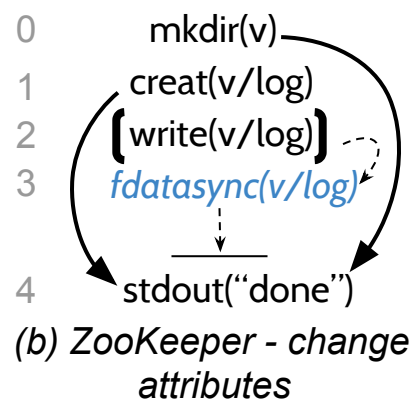 0 mkdir(v)
1 creat(v/log)
2 [write(v/log)]
3 fdatasync(v/log)
4 stdout(“done”)
(b) ZooKeeper - change
attributes